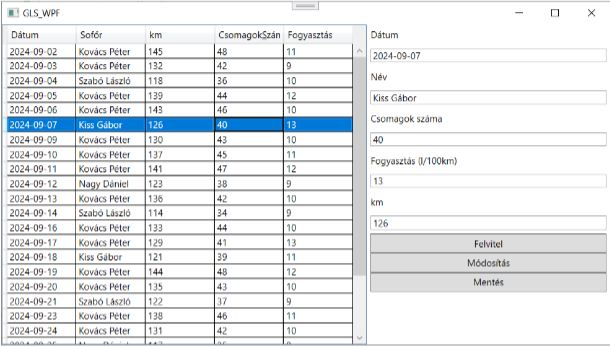 GLS_WPF
Dátum Sofőr km CsomagokSzán Fogyasztás
2024-09-02 Kovács Péter 145 48 11
2024-09-03 Kovács Péter 132 42 9
2024-09-04 Szabó László 118 36 10
2024-09-05 Kovács Péter 139 44 12
2024-09-06 Kovács Péter 143 46 10
2024-09-07 Kiss Gábor 126 40 13
2024-09-09 Kovács Péter 130 43 10
2024-09-10 Kovács Péter 137 45 11
2024-09-11 Kovács Péter 141 47 12
2024-09-12 Nagy Dániel 123 38 9
2024-09-13 Kovács Péter 136 42 10
2024-09-14 Szabó László 114 34 9
2024-09-16 Kovács Péter 133 44 10
2024-09-17 Kovács Péter 129 41 13
2024-09-18 Kiss Gábor 121 39 11
2024-09-19 Kovács Péter 144 48 12
2024-09-20 Kovács Péter 135 43 10
2024-09-21 Szabó László 122 37 9
2024-09-23 Kovács Péter 138 46 11
2024-09-24 Kovács Péter 131 42 10
Dátum
2024-09-07
Név
Kiss Gábor
Csomagok száma
40
Fogyasztás (l/100km)
13
km
126
Felvitel
Módosítás
Mentés